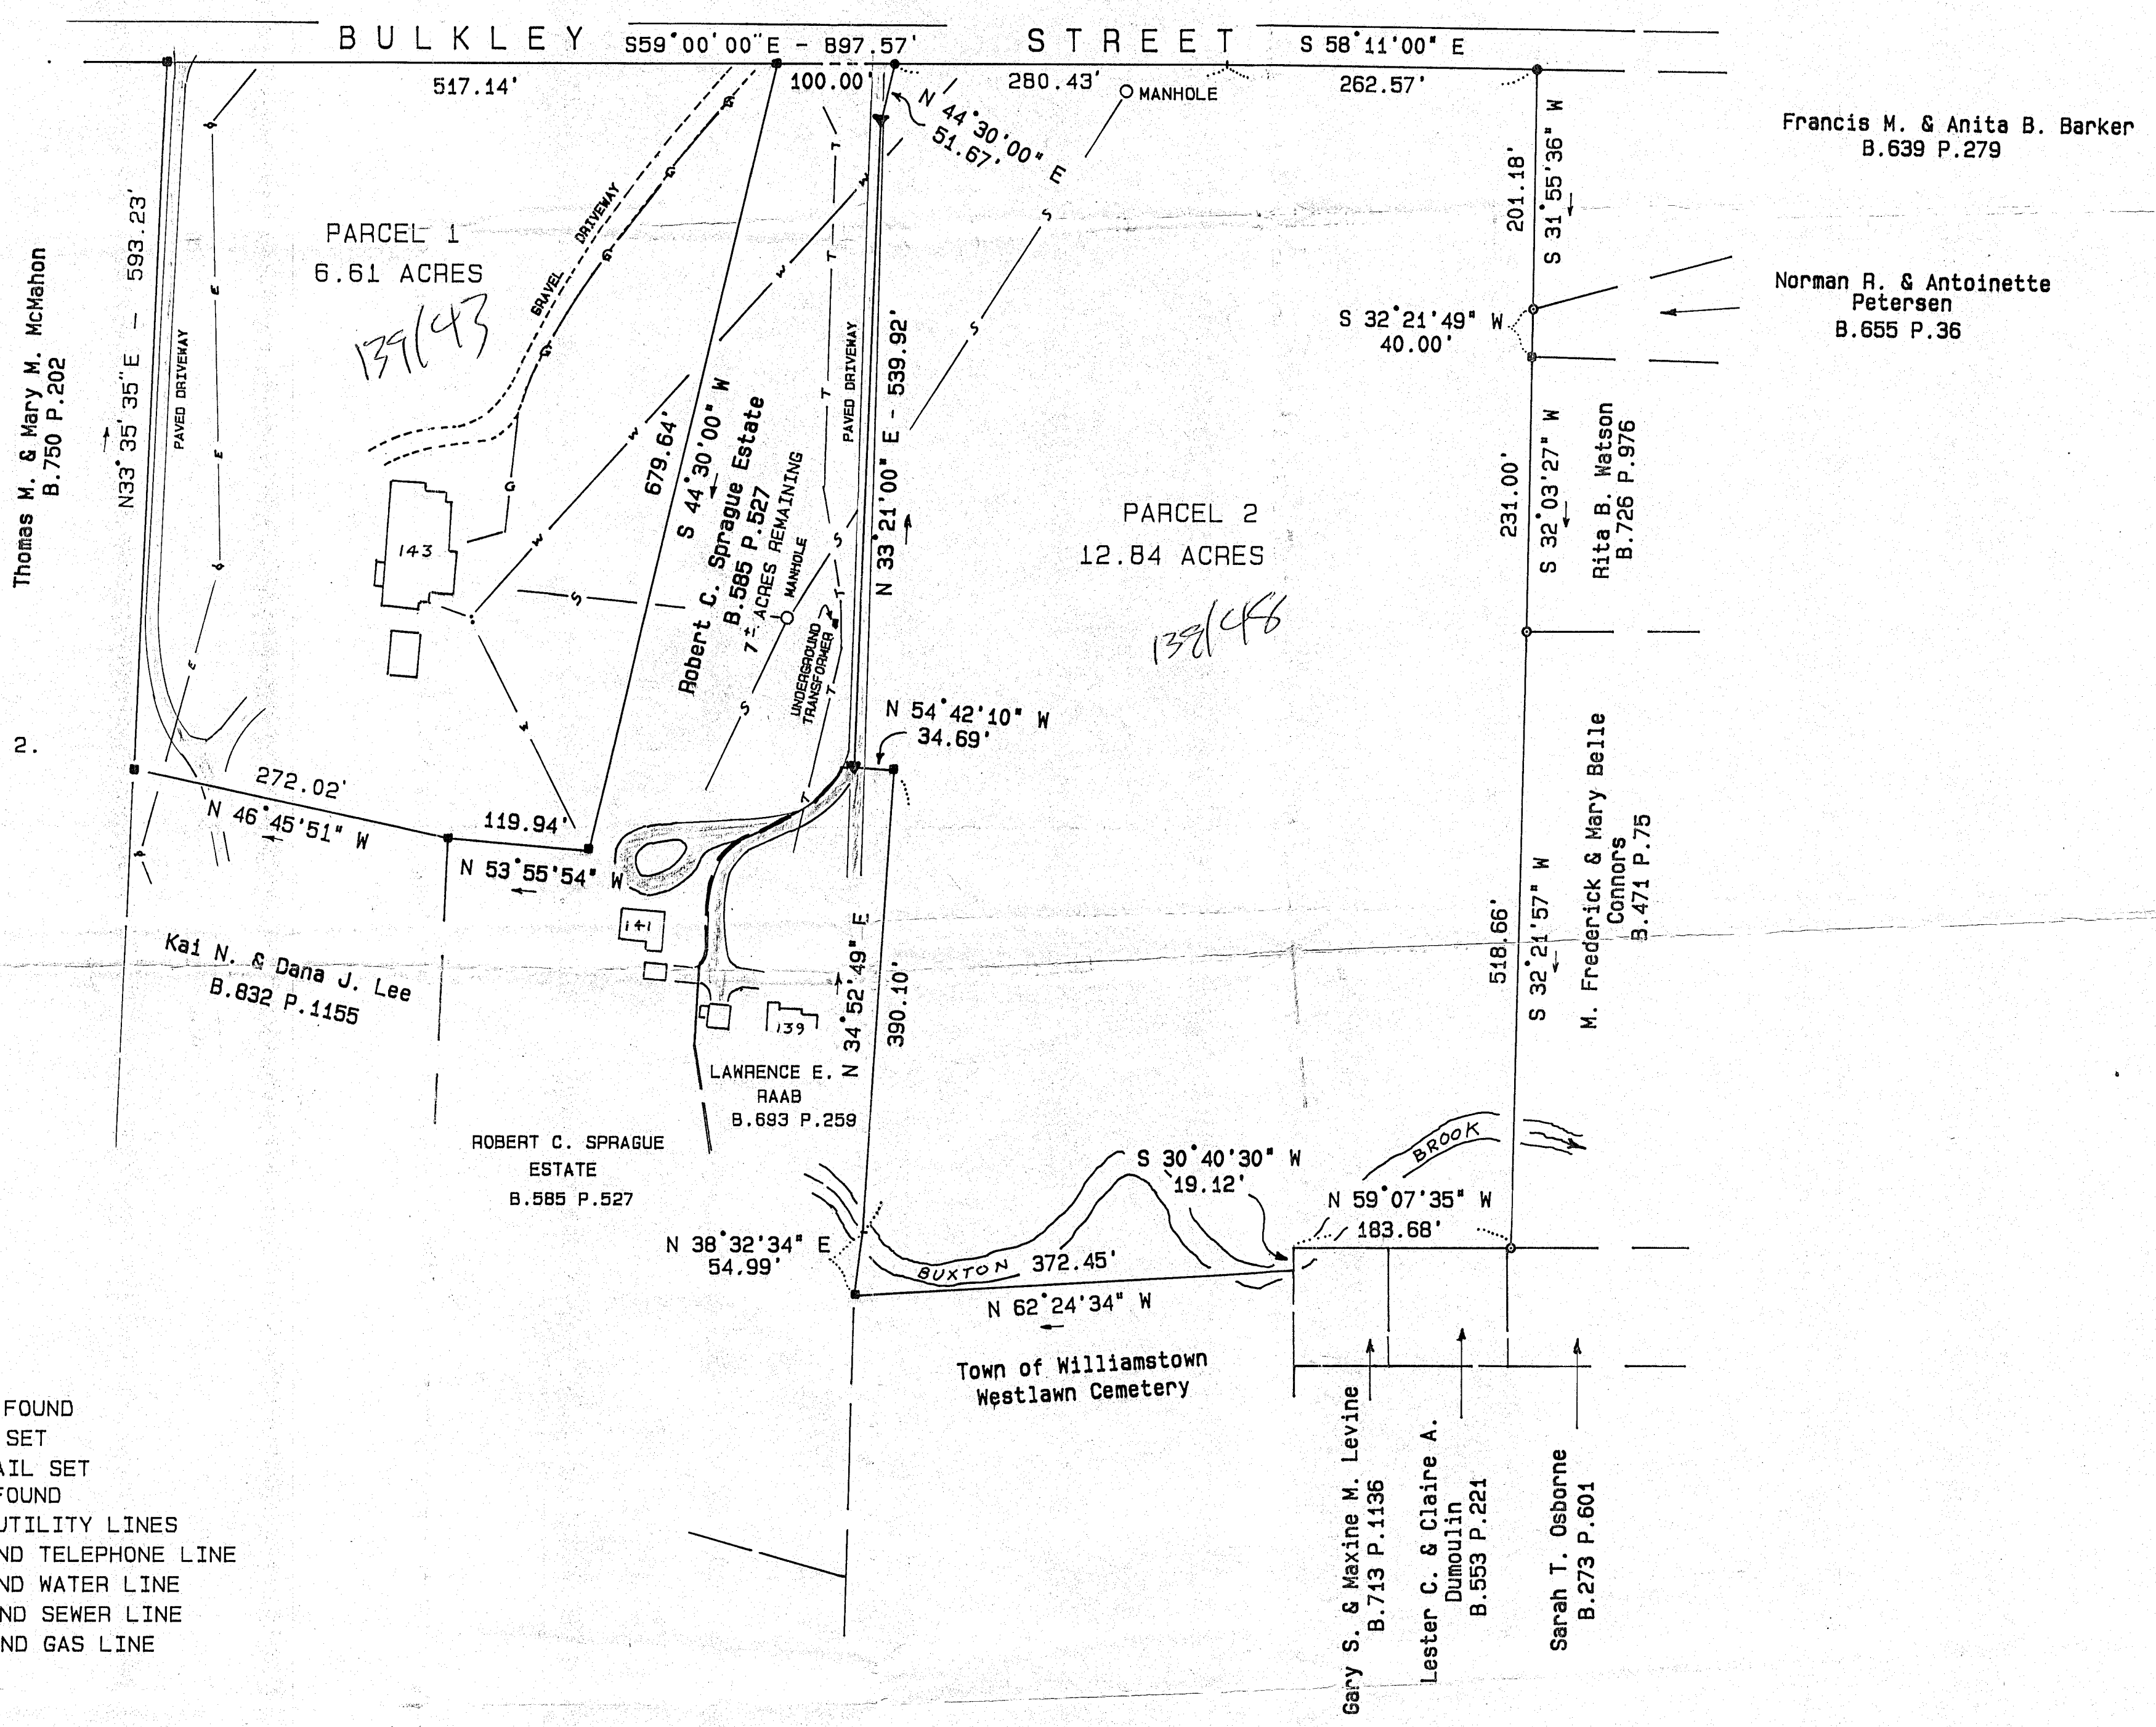 BULKLEY STREET
S59°00'00"E - 897.57'
S 58°11'00" E
517.14'
100.00'
280.43'
262.57'
MANHOLE
N 44°30'00" E
51.67'
Francis M. & Anita B. Barker
B.639 P.279
201.18'
S 31°55'36" W
Norman R. & Antoinette
Petersen
B.655 P.36
S 32°21'49" W
40.00'
Thomas M. & Mary M. McMahon
B.750 P.202
N33°35'35"E - 593.23'
PAVED DRIVEWAY
PARCEL 1
6.61 ACRES
139/43
GRAVEL DRIVEWAY
143
679.64'
S 44°30'00" W
Robert C. Sprague Estate
B.585 P.527
7± ACRES REMAINING
MANHOLE
UNDERGROUND
TRANSFORMER
PAVED DRIVEWAY
N 33°21'00" E - 539.92'
PARCEL 2
12.84 ACRES
139/48
231.00'
S 32°03'27" W
Rita B. Watson
B.726 P.976
N 54°42'10" W
34.69'
2.
272.02'
N 46°45'51" W
119.94'
N 53°55'54" W
518.66'
S 32°21'57" W
M. Frederick & Mary Belle
Connors
B.471 P.75
Kai N. & Dana J. Lee
B.832 P.1155
141
139
N 34°52'49" E
390.10'
LAWRENCE E.
RAAB
B.693 P.259
ROBERT C. SPRAGUE
ESTATE
B.585 P.527
BROOK
S 30°40'30" W
19.12'
N 59°07'35" W
183.68'
N 38°32'34" E
54.99'
BUXTON
372.45'
N 62°24'34" W
Town of Williamstown
Westlawn Cemetery
Gary S. & Maxine M. Levine
B.713 P.1136
Lester C. & Claire A.
Dumoulin
B.553 P.221
Sarah T. Osborne
B.273 P.601
FOUND
SET
AIL SET
FOUND
UTILITY LINES
ND TELEPHONE LINE
ND WATER LINE
ND SEWER LINE
ND GAS LINE